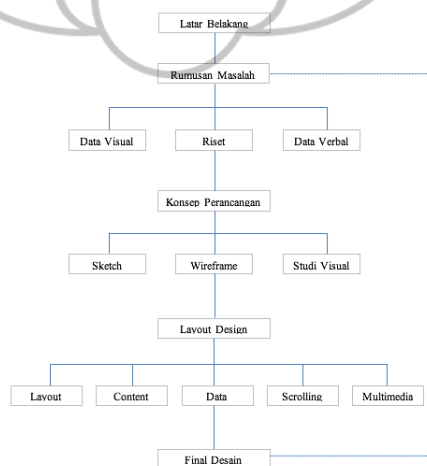 Latar Belakang
Rumusan Masalah
Data Visual
Riset
Data Verbal
Konsep Perancangan
Sketch
Wireframe
Studi Visual
Layout Design
Layout
Content
Data
Scrolling
Multimedia
Final Desain